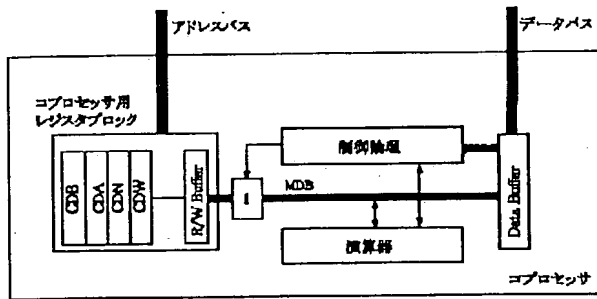 アドレスバス
データバス
コプロセッサ用
レジスタブロック
制御論理
CDB
CDA
CDN
CDW
R/W Buffer
1
MDB
Data Buffer
演算器
コプロセッサ